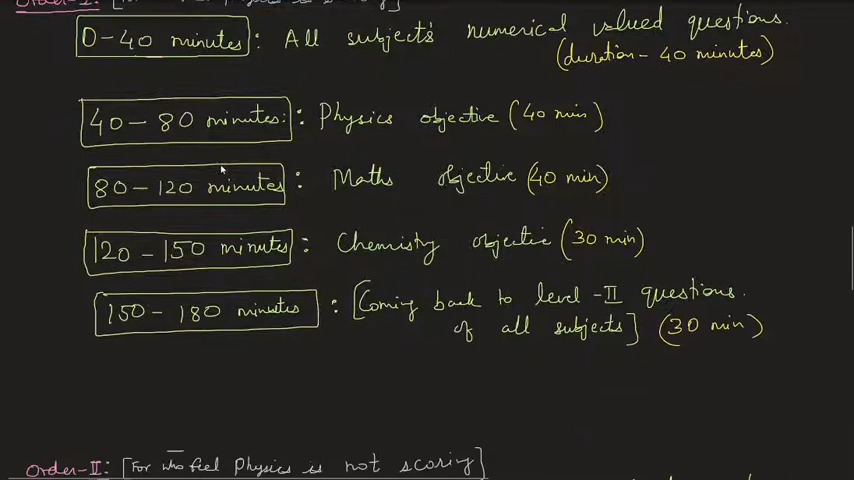 Order-I:
0-40 minutes : All subject's numerical valued questions.
(duration- 40 minutes)
40-80 minutes: : Physics objective (40 min)
80-120 minutes : Maths objective (40 min)
120-150 minutes : Chemistry objective (30 min)
150-180 minutes : [Coming back to level-II questions.
of all subjects] (30 min)
Order-II: [For who feel Physics is not scoring]